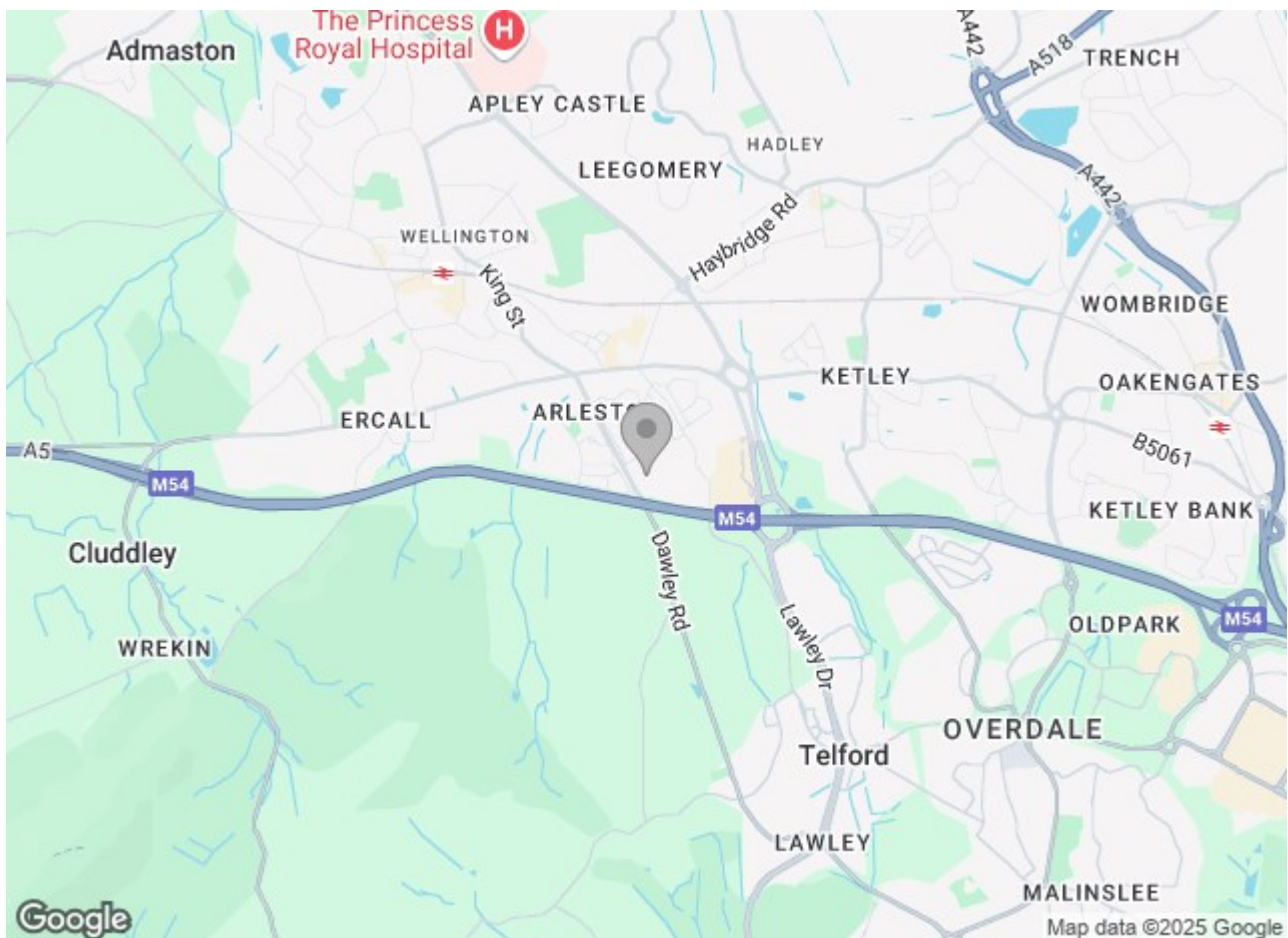 The Princess
Royal Hospital
H
Admaston
A442
A518
TRENCH
APLEY CASTLE
HADLEY
LEEGOMERY
A442
Haybridge Rd
WELLINGTON
King St
WOMBRIDGE
KETLEY
OAKENGATES
ARLESTO
ERCALL
A5
B5061
M54
M54
KETLEY BANK
Cluddley
Dawley Rd
WREKIN
Lawley Dr
OLDPARK
M54
OVERDALE
Telford
LAWLEY
MALINSLEE
Google
Map data ©2025 Google